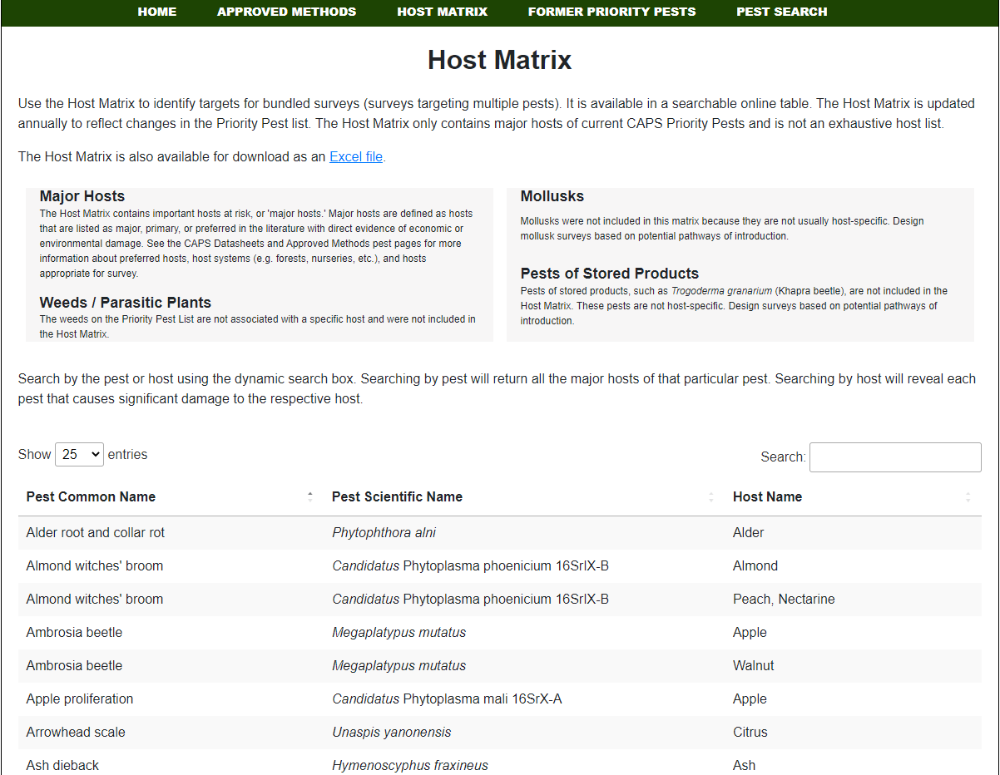 HOME APPROVED METHODS HOST MATRIX FORMER PRIORITY PESTS PEST SEARCH
Host Matrix
Use the Host Matrix to identify targets for bundled surveys (surveys targeting multiple pests). It is available in a searchable online table. The Host Matrix is updated
annually to reflect changes in the Priority Pest list. The Host Matrix only contains major hosts of current CAPS Priority Pests and is not an exhaustive host list.
The Host Matrix is also available for download as an Excel file.
Major Hosts
The Host Matrix contains important hosts at risk, or 'major hosts.' Major hosts are defined as hosts
that are listed as major, primary, or preferred in the literature with direct evidence of economic or
environmental damage. See the CAPS Datasheets and Approved Methods pest pages for more
information about preferred hosts, host systems (e.g. forests, nurseries, etc.), and hosts
appropriate for survey.
Weeds / Parasitic Plants
The weeds on the Priority Pest List are not associated with a specific host and were not included in
the Host Matrix.
Mollusks
Mollusks were not included in this matrix because they are not usually host-specific. Design
mollusk surveys based on potential pathways of introduction.
Pests of Stored Products
Pests of stored products, such as Trogoderma granarium (Khapra beetle), are not included in the
Host Matrix. These pests are not host-specific. Design surveys based on potential pathways of
introduction.
Search by the pest or host using the dynamic search box. Searching by pest will return all the major hosts of that particular pest. Searching by host will reveal each
pest that causes significant damage to the respective host.
Show 25 entries Search:
Pest Common Name Pest Scientific Name Host Name
Alder root and collar rot Phytophthora alni Alder
Almond witches' broom Candidatus Phytoplasma phoenicium 16SrIX-B Almond
Almond witches' broom Candidatus Phytoplasma phoenicium 16SrIX-B Peach, Nectarine
Ambrosia beetle Megaplatypus mutatus Apple
Ambrosia beetle Megaplatypus mutatus Walnut
Apple proliferation Candidatus Phytoplasma mali 16SrX-A Apple
Arrowhead scale Unaspis yanonensis Citrus
Ash dieback Hymenoscyphus fraxineus Ash